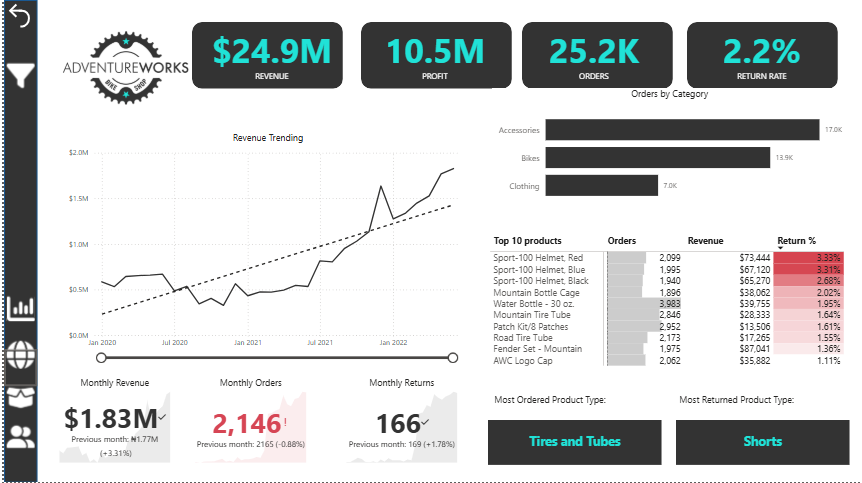 $24.9M
REVENUE
10.5M
PROFIT
25.2K
ORDERS
2.2%
RETURN RATE
ADVENTUREWORKS
BIKE SHOP
Orders by Category
Accessories 17.0K
Bikes 13.9K
Clothing 7.0K
Revenue Trending
$2.0M
$1.5M
$1.0M
$0.5M
$0.0M
Jan 2020 Jul 2020 Jan 2021 Jul 2021 Jan 2022
Top 10 products Orders Revenue Return %
Sport-100 Helmet, Red 2,099 $73,444 3.33%
Sport-100 Helmet, Blue 1,995 $67,120 3.31%
Sport-100 Helmet, Black 1,940 $65,270 2.68%
Mountain Bottle Cage 1,896 $38,062 2.02%
Water Bottle - 30 oz. 3,983 $39,755 1.95%
Mountain Tire Tube 2,846 $28,333 1.64%
Patch Kit/8 Patches 2,952 $13,506 1.61%
Road Tire Tube 2,173 $17,265 1.55%
Fender Set - Mountain 1,975 $87,041 1.36%
AWC Logo Cap 2,062 $35,882 1.11%
Monthly Revenue
$1.83M
Previous month: ₦1.77M
(+3.31%)
Monthly Orders
2,146!
Previous month: 2165 (-0.88%)
Monthly Returns
166
Previous month: 169 (+1.78%)
Most Ordered Product Type:
Tires and Tubes
Most Returned Product Type:
Shorts